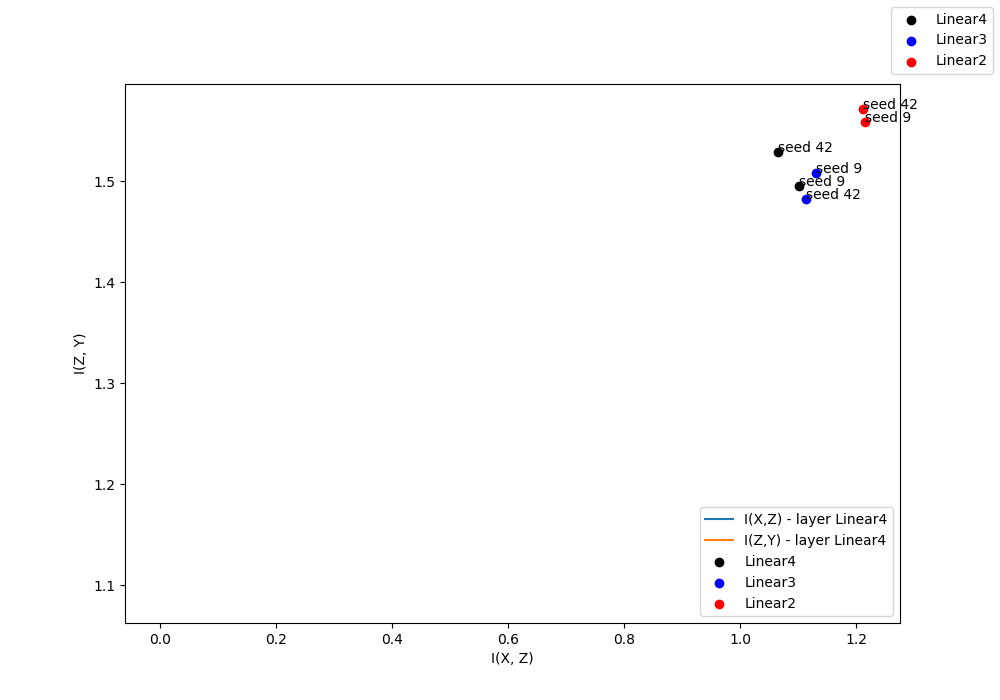 Linear4
Linear3
Linear2
seed 42
seed 9
seed 42
seed 9
seed 9
seed 42
1.5
1.4
1.3
1.2
1.1
I(Z, Y)
I(X,Z) - layer Linear4
I(Z,Y) - layer Linear4
Linear4
Linear3
Linear2
0.0 0.2 0.4 0.6 0.8 1.0 1.2
I(X, Z)